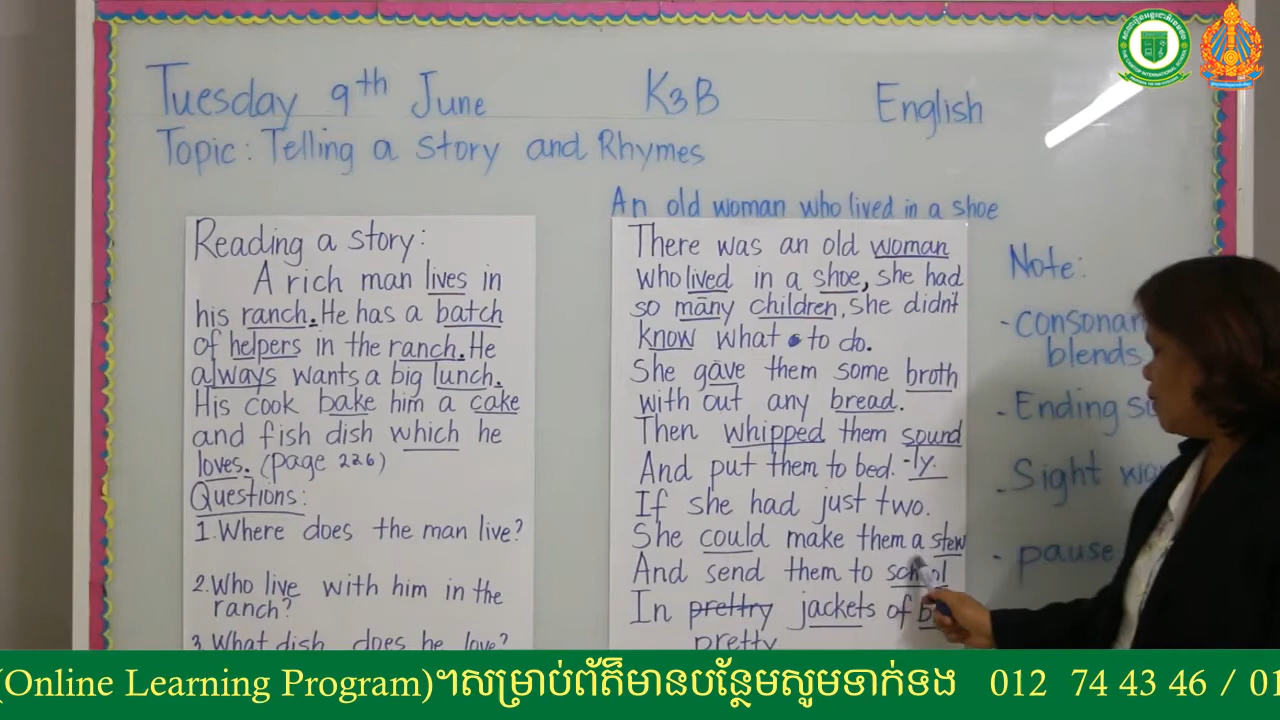 Tuesday 9th June K3B English
Topic: Telling a Story and Rhymes
Reading a story:
A rich man lives in
his ranch. He has a batch
of helpers in the ranch. He
always wants a big lunch.
His cook bake him a cake
and fish dish which he
loves. (page 226)
Questions:
1. Where does the man live?
2. Who live with him in the
ranch?
3. What dish does he love?
An old woman who lived in a shoe
There was an old woman
who lived in a shoe, she had
so many children, she didn't
know what to do.
She gave them some broth
with out any bread.
Then whipped them sound
-ly.
And put them to bed.
If she had just two.
She could make them a stew
And send them to school
In prettry jackets of
pretty
Note:
- consonan
blends
- Ending
- Sight
- pause
(Online Learning Program)។សម្រាប់ព័ត៌មានបន្ថែមសូមទាក់ទង 012 74 43 46 / 01